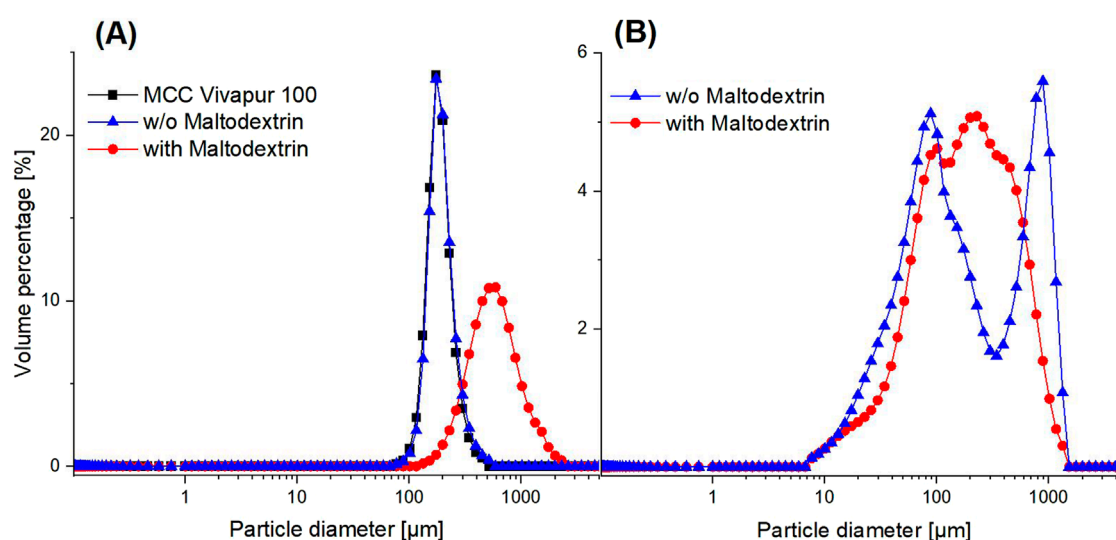 (A)
MCC Vivapur 100
w/o Maltodextrin
with Maltodextrin
20
10
0
Volume percentage [%]
1
10
100
1000
Particle diameter [µm]
(B)
w/o Maltodextrin
with Maltodextrin
6
4
2
0
1
10
100
1000
Particle diameter [µm]